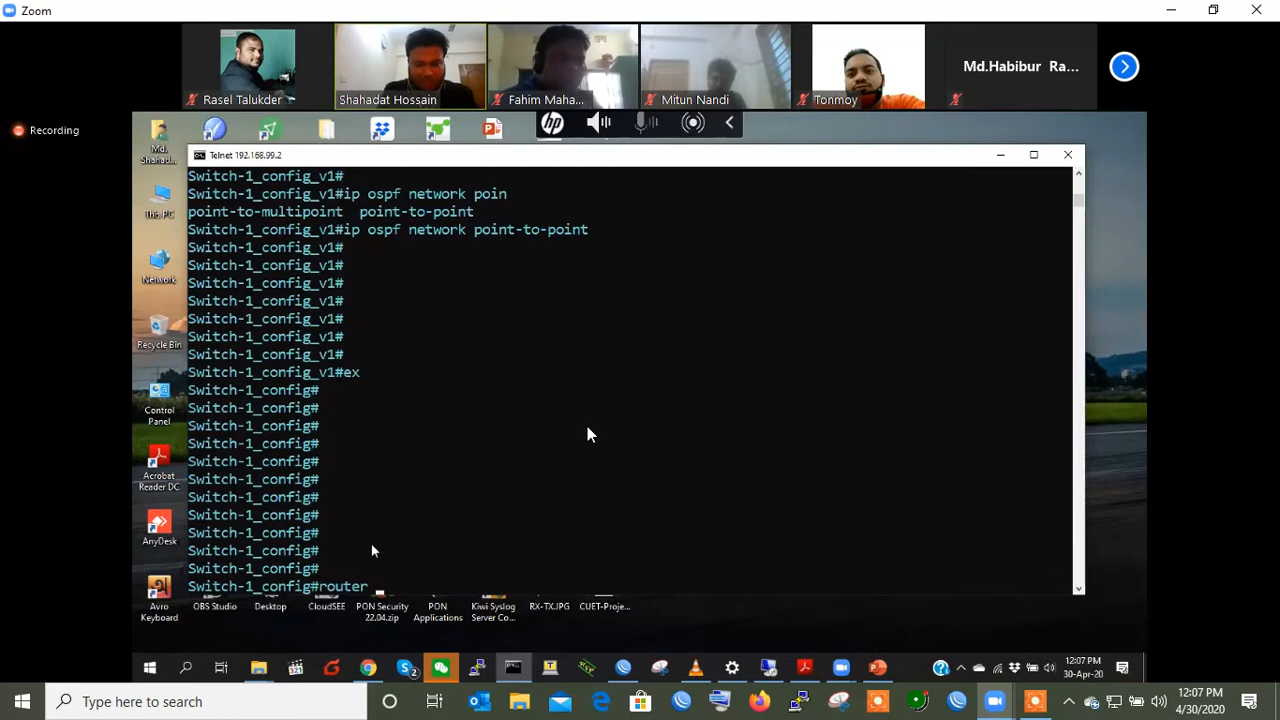 Zoom
Rasel Talukder
Shahadat Hossain
Fahim Maha...
Mitun Nandi
Tonmoy
Md.Habibur Ra...
Recording
hp
Md.
Shahad...
Telnet 192.168.99.2
Switch-1_config_v1#
Switch-1_config_v1#ip ospf network poin
point-to-multipoint point-to-point
Switch-1_config_v1#ip ospf network point-to-point
Switch-1_config_v1#
Switch-1_config_v1#
Switch-1_config_v1#
Switch-1_config_v1#
Switch-1_config_v1#
Switch-1_config_v1#
Switch-1_config_v1#
Switch-1_config_v1#ex
Switch-1_config#
Switch-1_config#
Switch-1_config#
Switch-1_config#
Switch-1_config#
Switch-1_config#
Switch-1_config#
Switch-1_config#
Switch-1_config#
Switch-1_config#
Switch-1_config#
Switch-1_config#router
This PC
Network
Recycle Bin
Control
Panel
Acrobat
Reader DC
AnyDesk
Avro
Keyboard
OBS Studio
Desktop
CloudSEE
PON Security
22.04.zip
PON
Applications
Kiwi Syslog
Server Co...
RX-TX.JPG
CUET-Proje...
12:07 PM
30-Apr-20
Type here to search
12:07 PM
4/30/2020